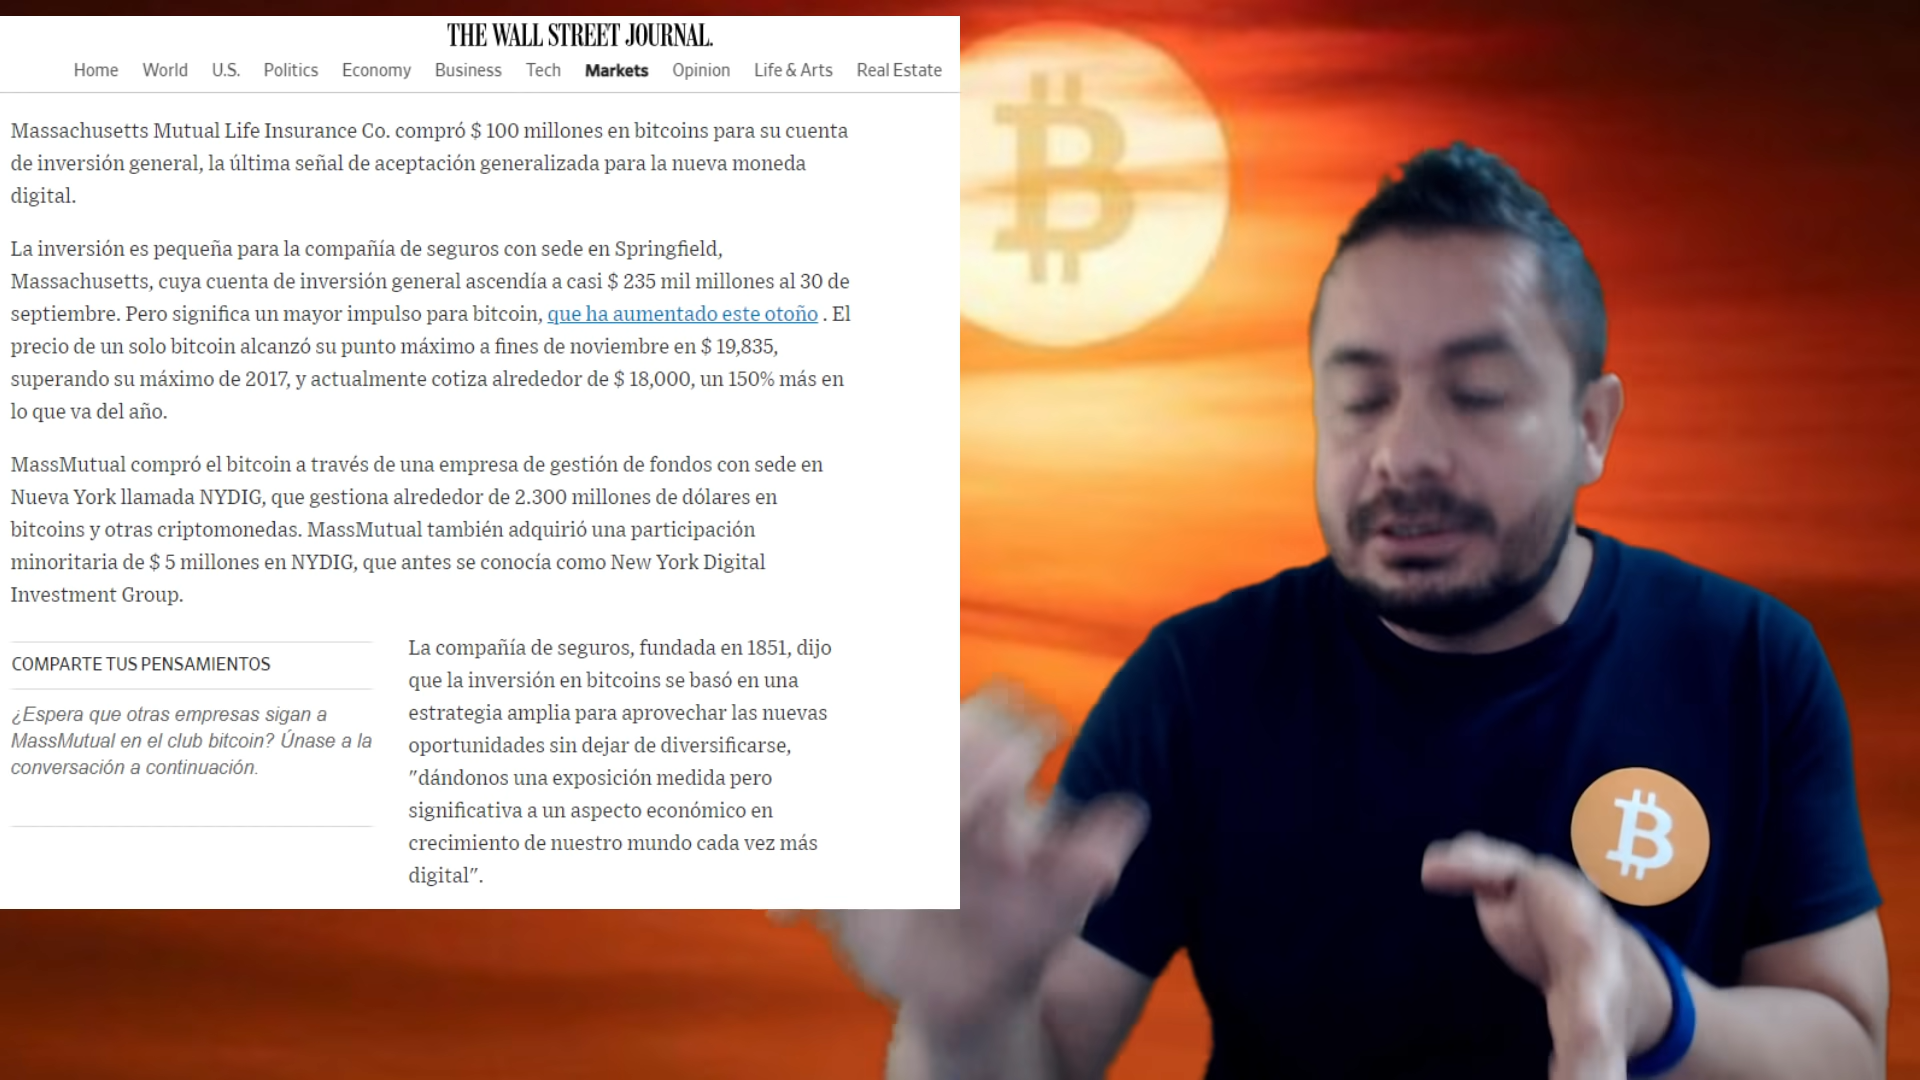 THE WALL STREET JOURNAL.
Home World U.S. Politics Economy Business Tech Markets Opinion Life & Arts Real Estate
Massachusetts Mutual Life Insurance Co. compró $ 100 millones en bitcoins para su cuenta
de inversión general, la última señal de aceptación generalizada para la nueva moneda
digital.
La inversión es pequeña para la compañía de seguros con sede en Springfield,
Massachusetts, cuya cuenta de inversión general ascendía a casi $ 235 mil millones al 30 de
septiembre. Pero significa un mayor impulso para bitcoin, que ha aumentado este otoño . El
precio de un solo bitcoin alcanzó su punto máximo a fines de noviembre en $ 19,835,
superando su máximo de 2017, y actualmente cotiza alrededor de $ 18,000, un 150% más en
lo que va del año.
MassMutual compró el bitcoin a través de una empresa de gestión de fondos con sede en
Nueva York llamada NYDIG, que gestiona alrededor de 2.300 millones de dólares en
bitcoins y otras criptomonedas. MassMutual también adquirió una participación
minoritaria de $ 5 millones en NYDIG, que antes se conocía como New York Digital
Investment Group.
COMPARTE TUS PENSAMIENTOS
¿Espera que otras empresas sigan a
MassMutual en el club bitcoin? Únase a la
conversación a continuación.
La compañía de seguros, fundada en 1851, dijo
que la inversión en bitcoins se basó en una
estrategia amplia para aprovechar las nuevas
oportunidades sin dejar de diversificarse,
"dándonos una exposición medida pero
significativa a un aspecto económico en
crecimiento de nuestro mundo cada vez más
digital".